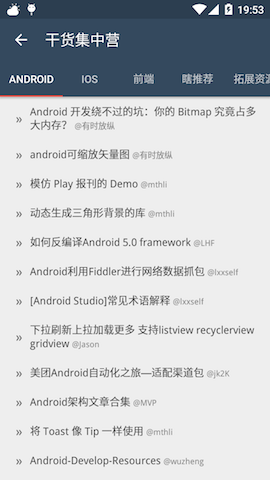 19:53
干货集中营
ANDROID IOS 前端 瞎推荐 拓展资源
» Android 开发绕不过的坑：你的 Bitmap 究竟占多
大内存？ @有时放纵
» android可缩放矢量图 @有时放纵
» 模仿 Play 报刊的 Demo @mthli
» 动态生成三角形背景的库 @mthli
» 如何反编译Android 5.0 framework @LHF
» Android利用Fiddler进行网络数据抓包 @lxxself
» [Android Studio]常见术语解释 @lxxself
» 下拉刷新上拉加载更多 支持listview recyclerview
gridview @Jason
» 美团Android自动化之旅—适配渠道包 @jk2K
» Android架构文章合集 @MVP
» 将 Toast 像 Tip 一样使用 @mthli
» Android-Develop-Resources @wuzheng